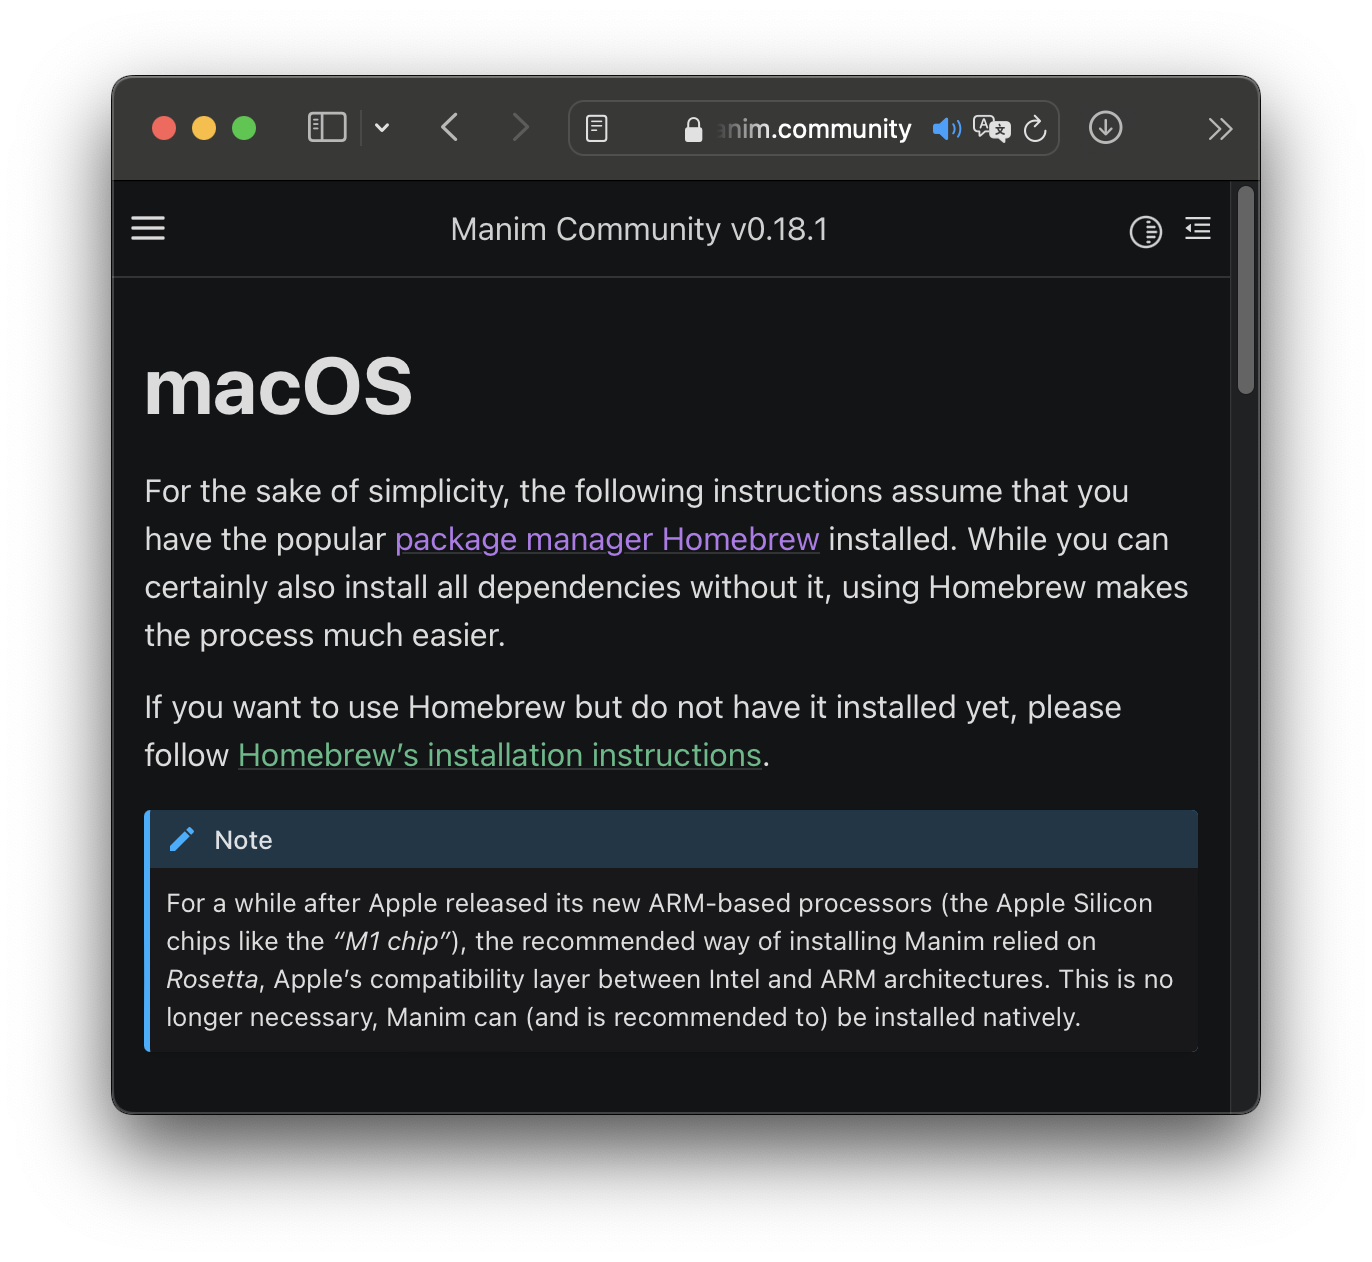 anim.community
Manim Community v0.18.1
macOS
For the sake of simplicity, the following instructions assume that you
have the popular package manager Homebrew installed. While you can
certainly also install all dependencies without it, using Homebrew makes
the process much easier.
If you want to use Homebrew but do not have it installed yet, please
follow Homebrew’s installation instructions.
Note
For a while after Apple released its new ARM-based processors (the Apple Silicon
chips like the “M1 chip”), the recommended way of installing Manim relied on
Rosetta, Apple’s compatibility layer between Intel and ARM architectures. This is no
longer necessary, Manim can (and is recommended to) be installed natively.